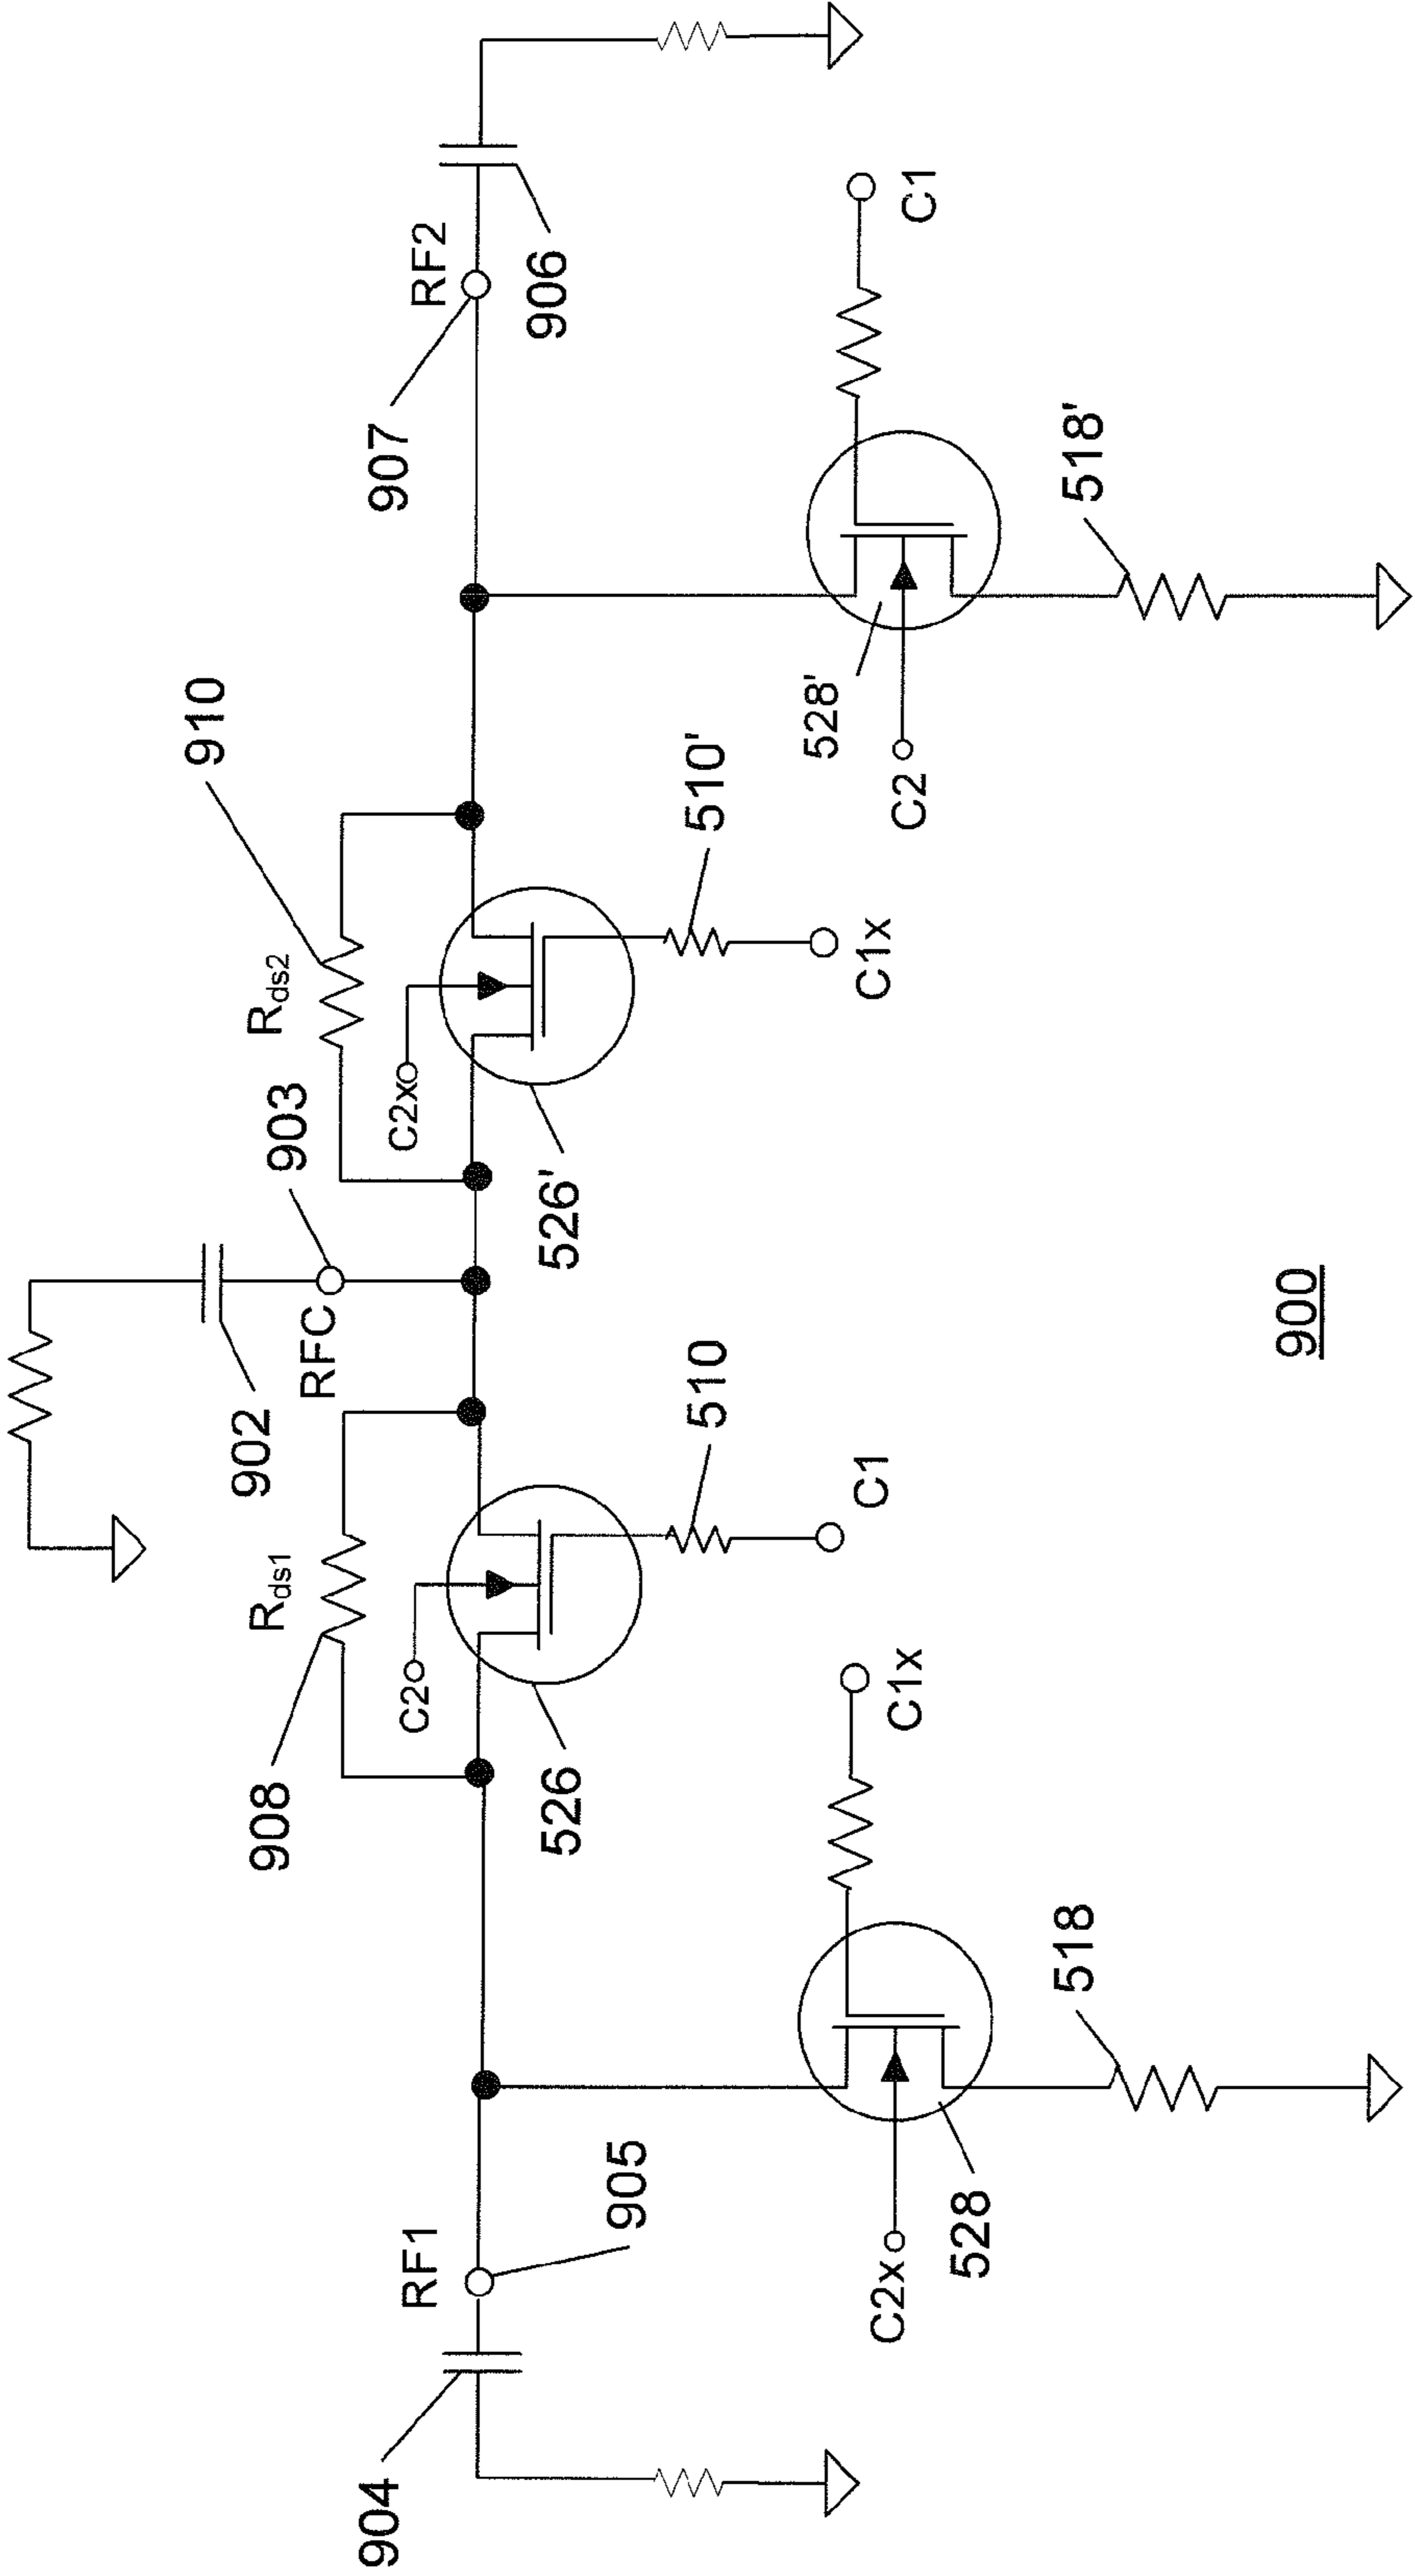 910
907
RF2
906
903
Rds2
C2x
526'
510'
C1x
528'
C2
C1
518'
902
RFC
908
Rds1
C2
526
510
C1
904
RF1
905
C2x
528
C1x
518
900